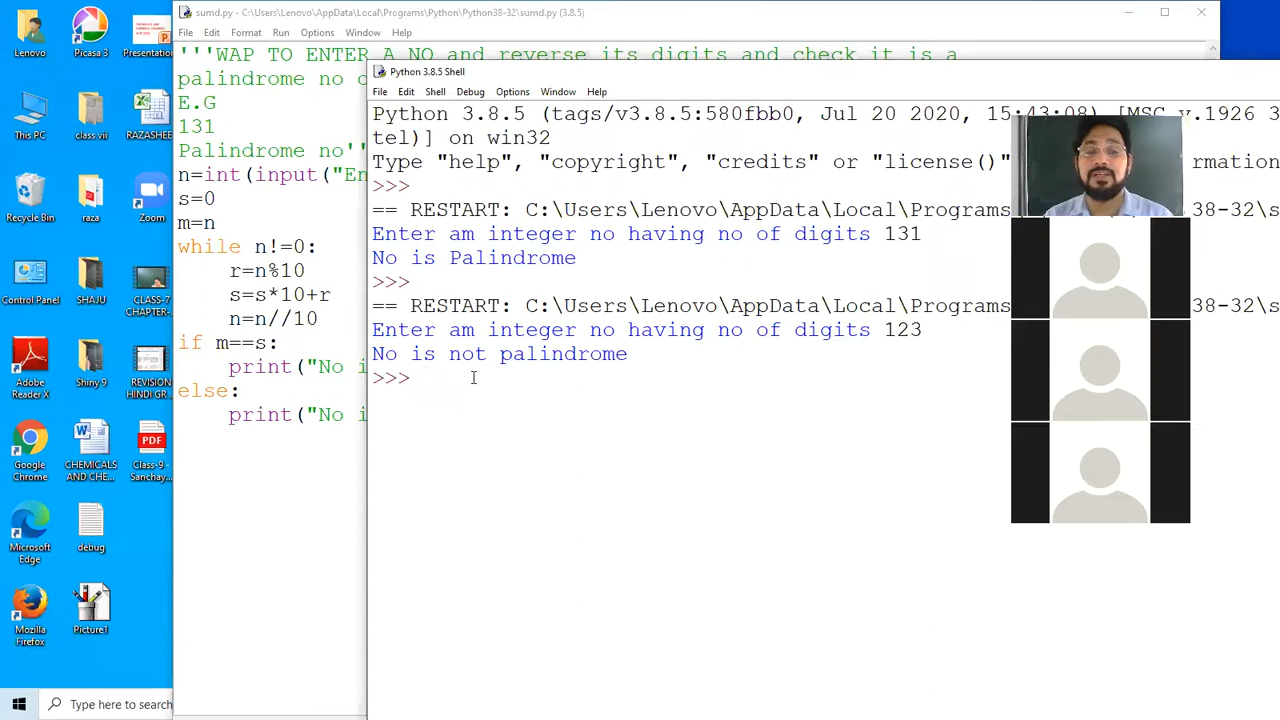 sumd.py - C:\Users\Lenovo\AppData\Local\Programs\Python\Python38-32\sumd.py (3.8.5)
File Edit Format Run Options Window Help
'''WAP TO ENTER A NO and reverse its digits and check it is a
palindrome no
E.G
131
Palindrome no''
n=int(input("En
s=0
m=n
while n!=0:
r=n%10
s=s*10+r
n=n//10
if m==s:
print("No i
else:
print("No i
Python 3.8.5 Shell
File Edit Shell Debug Options Window Help
Python 3.8.5 (tags/v3.8.5:580fbb0, Jul 20 2020, 15:43:08) [MSC v.1926 3
tel)] on win32
Type "help", "copyright", "credits" or "license()" rmation
>>>
== RESTART: C:\Users\Lenovo\AppData\Local\Programs 38-32\s
Enter am integer no having no of digits 131
No is Palindrome
>>>
== RESTART: C:\Users\Lenovo\AppData\Local\Programs 38-32\s
Enter am integer no having no of digits 123
No is not palindrome
>>>
Lenovo
Picasa 3
Presentation
This PC
class vii
RAZASHEE
Recycle Bin
raza
Zoom
Control Panel
SHAJU
CLASS-7
CHAPTER-
Adobe
Reader X
Shiny 9
REVISION
HINDI GR
Google
Chrome
CHEMICALS
AND CHE
Class-9 -
Sanchay
PDF
Microsoft
Edge
debug
Mozilla
Firefox
Picture1
Type here to search